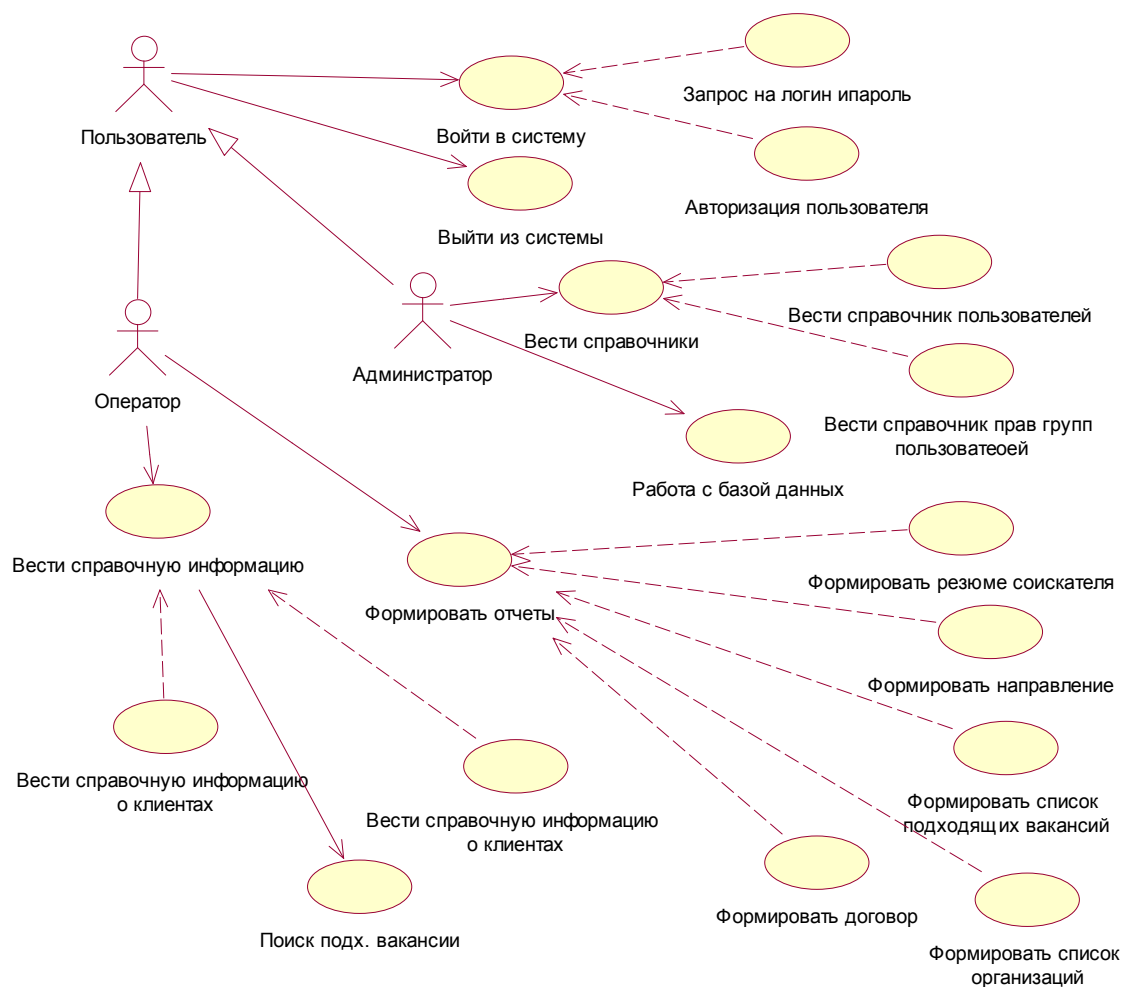 Запрос на логин ипароль
Пользователь
Войти в систему
Авторизация пользователя
Выйти из системы
Вести справочник пользователей
Вести справочники
Администратор
Оператор
Вести справочник прав групп
пользоватеоей
Работа с базой данных
Вести справочную информацию
Формировать резюме соискателя
Формировать отчеты
Формировать направление
Вести справочную информацию
о клиентах
Вести справочную информацию
о клиентах
Формировать список
подходящих вакансий
Формировать договор
Поиск подх. вакансии
Формировать список
организаций